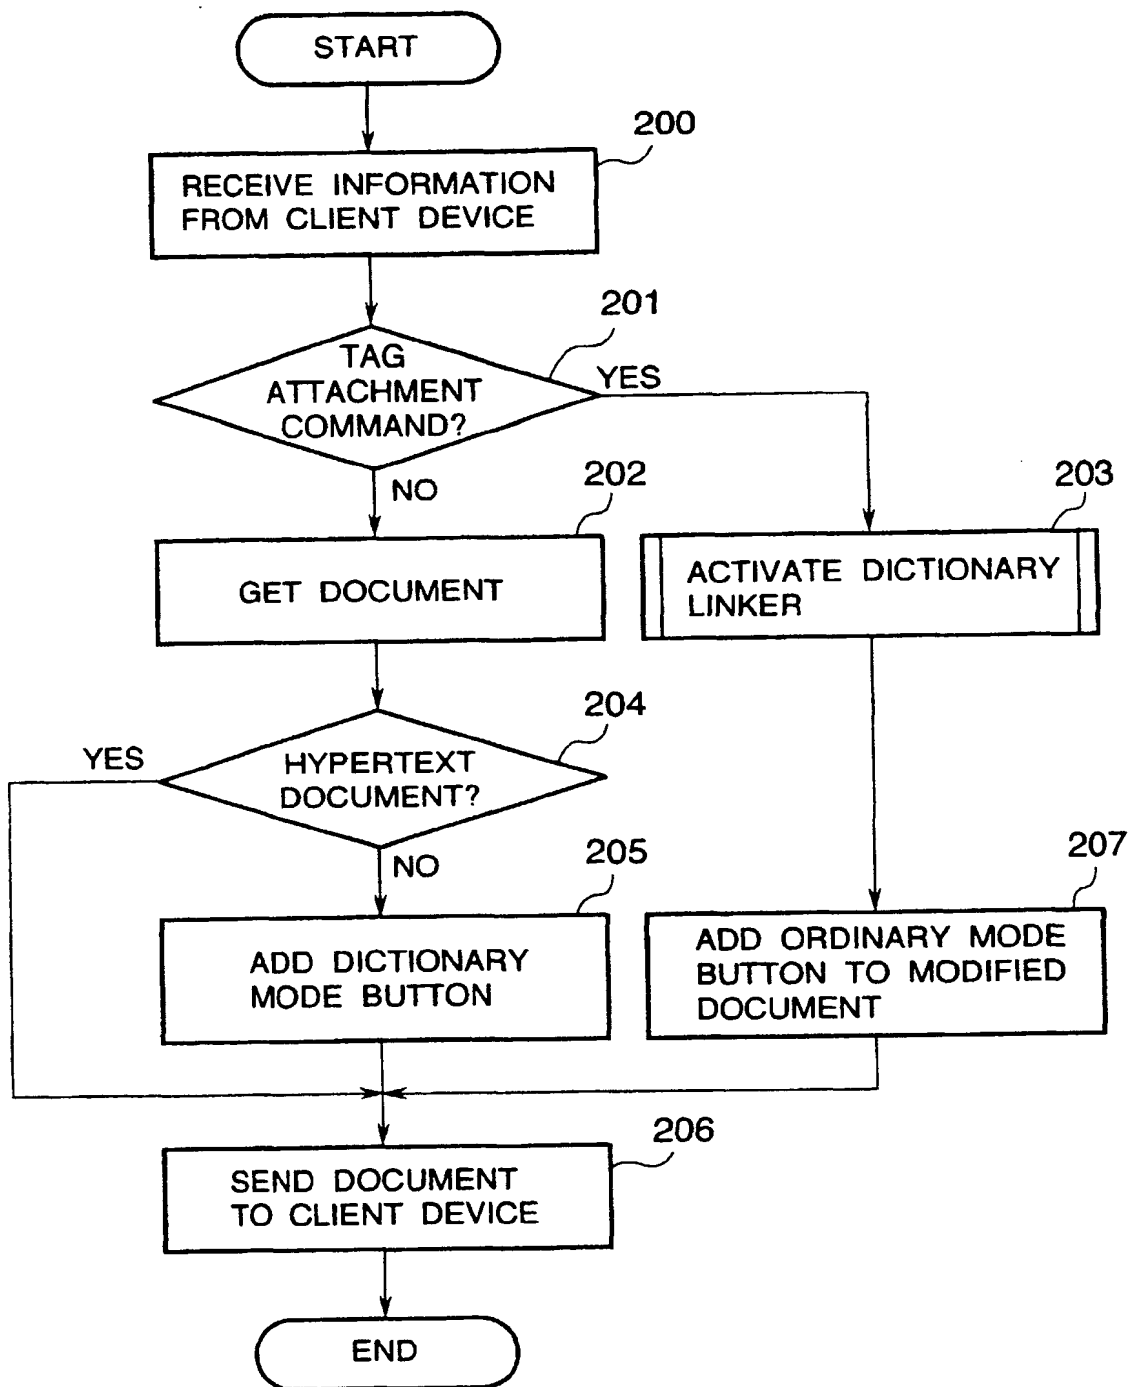 START
200
RECEIVE INFORMATION
FROM CLIENT DEVICE
201
TAG
ATTACHMENT
COMMAND?
YES
NO
202
203
GET DOCUMENT
ACTIVATE DICTIONARY
LINKER
204
YES
HYPERTEXT
DOCUMENT?
NO
205
207
ADD DICTIONARY
MODE BUTTON
ADD ORDINARY MODE
BUTTON TO MODIFIED
DOCUMENT
206
SEND DOCUMENT
TO CLIENT DEVICE
END